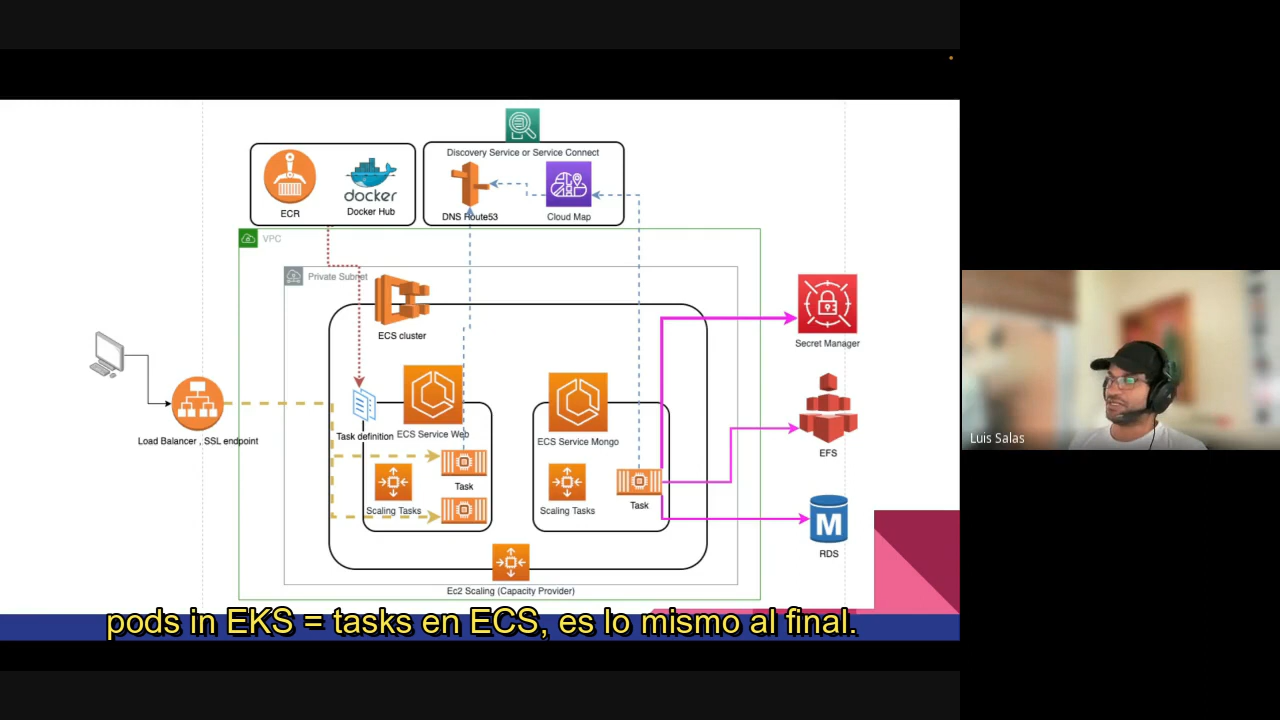 Discovery Service or Service Connect
ECR
docker
Docker Hub
DNS Route53
Cloud Map
VPC
Private Subnet
ECS cluster
Secret Manager
Load Balancer , SSL endpoint
Task definition
ECS Service Web
ECS Service Mongo
EFS
Task
Scaling Tasks
Scaling Tasks
Task
M
RDS
Ec2 Scaling (Capacity Provider)
Luis Salas
pods in EKS = tasks en ECS, es lo mismo al final.